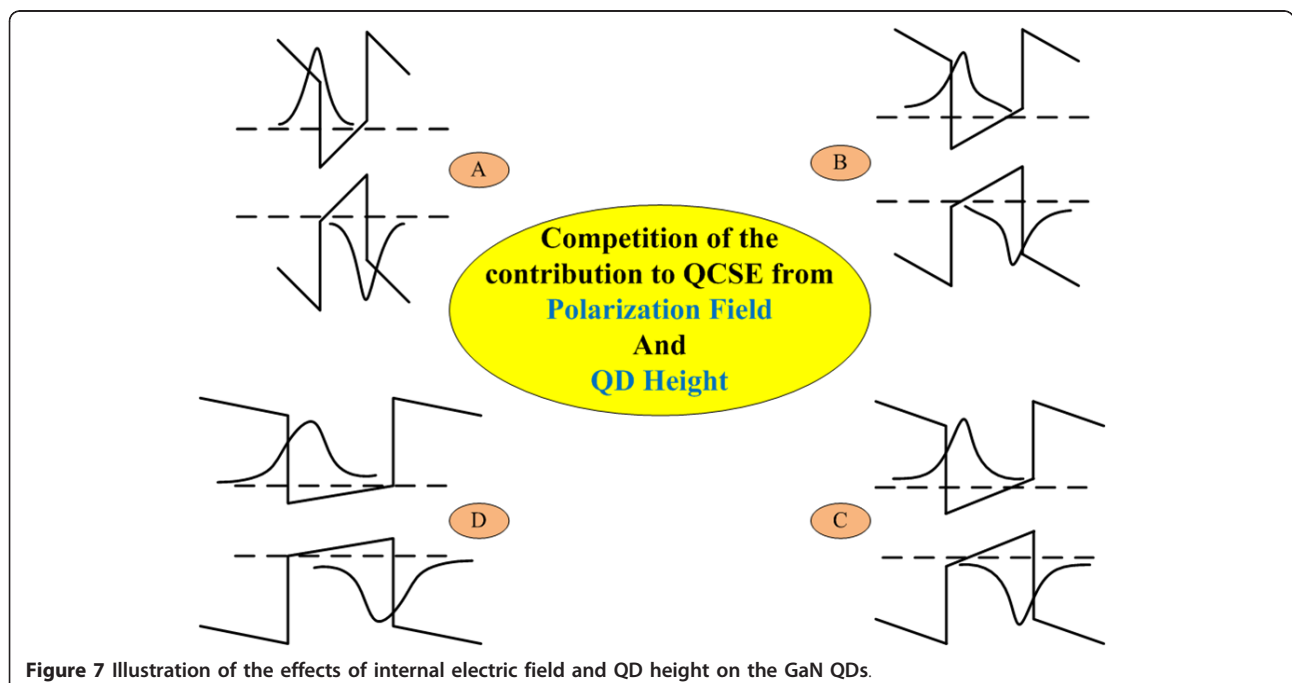 A
B
Competition of the
contribution to QCSE from
Polarization Field
And
QD Height
D
C
Figure 7 Illustration of the effects of internal electric field and QD height on the GaN QDs.